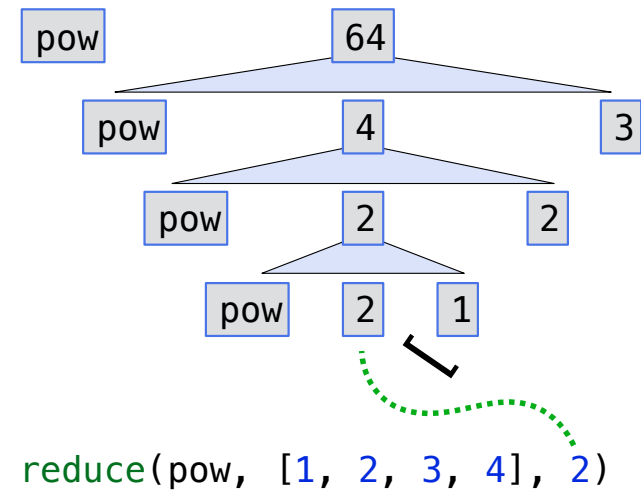 pow 64
pow 4 3
pow 2 2
pow 2 1
reduce(pow, [1, 2, 3, 4], 2)